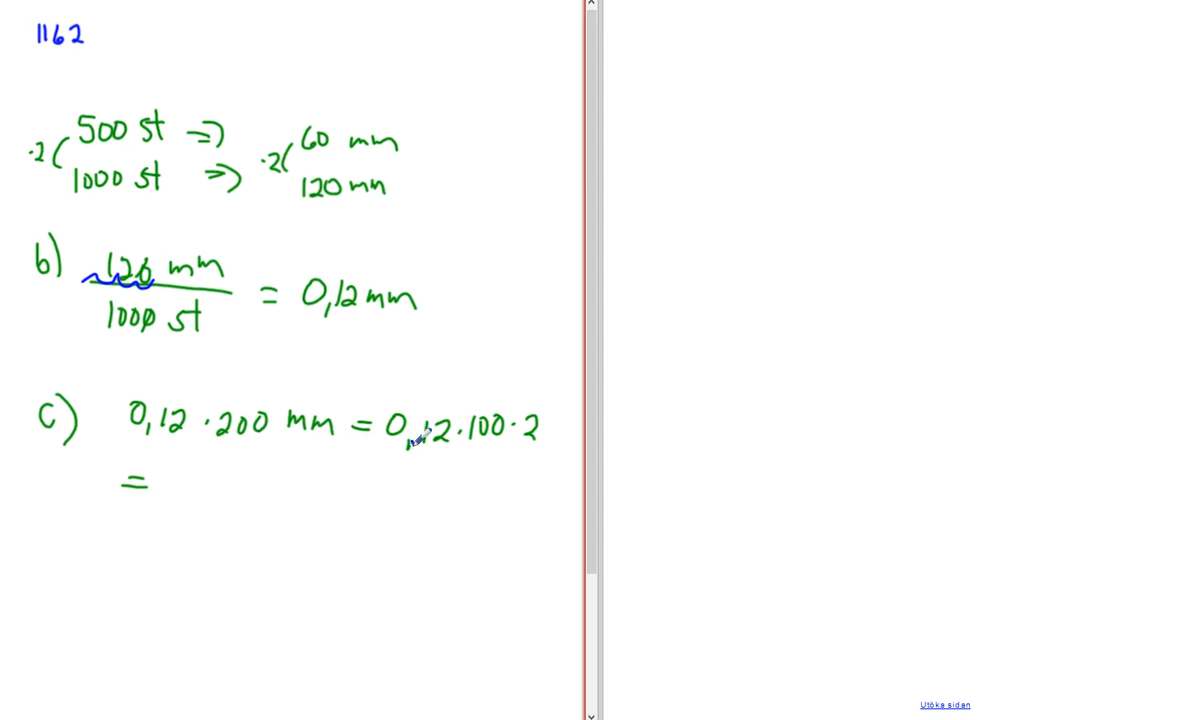 1162
·2( 500 st => ·2( 60 mm
1000 st => 120 mm
b) 120 mm
1000 st = 0,12 mm
c) 0,12 · 200 mm = 0,12 · 100 · 2
=
Utöka sidan